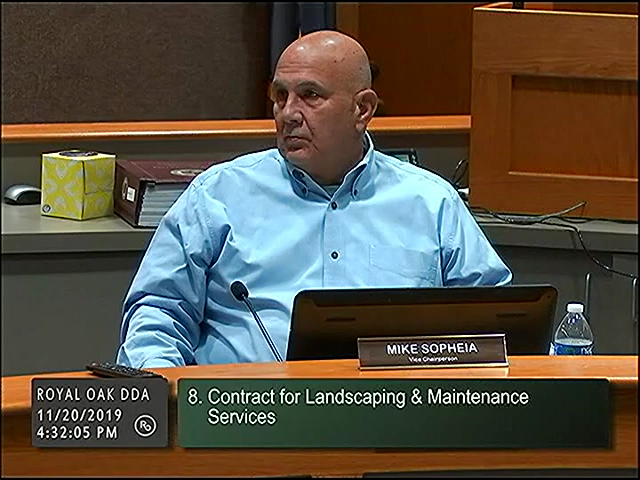 MIKE SOPHEIA
Vice Chairperson
ROYAL OAK DDA
11/20/2019
4:32:05 PM
RO
8. Contract for Landscaping & Maintenance
Services